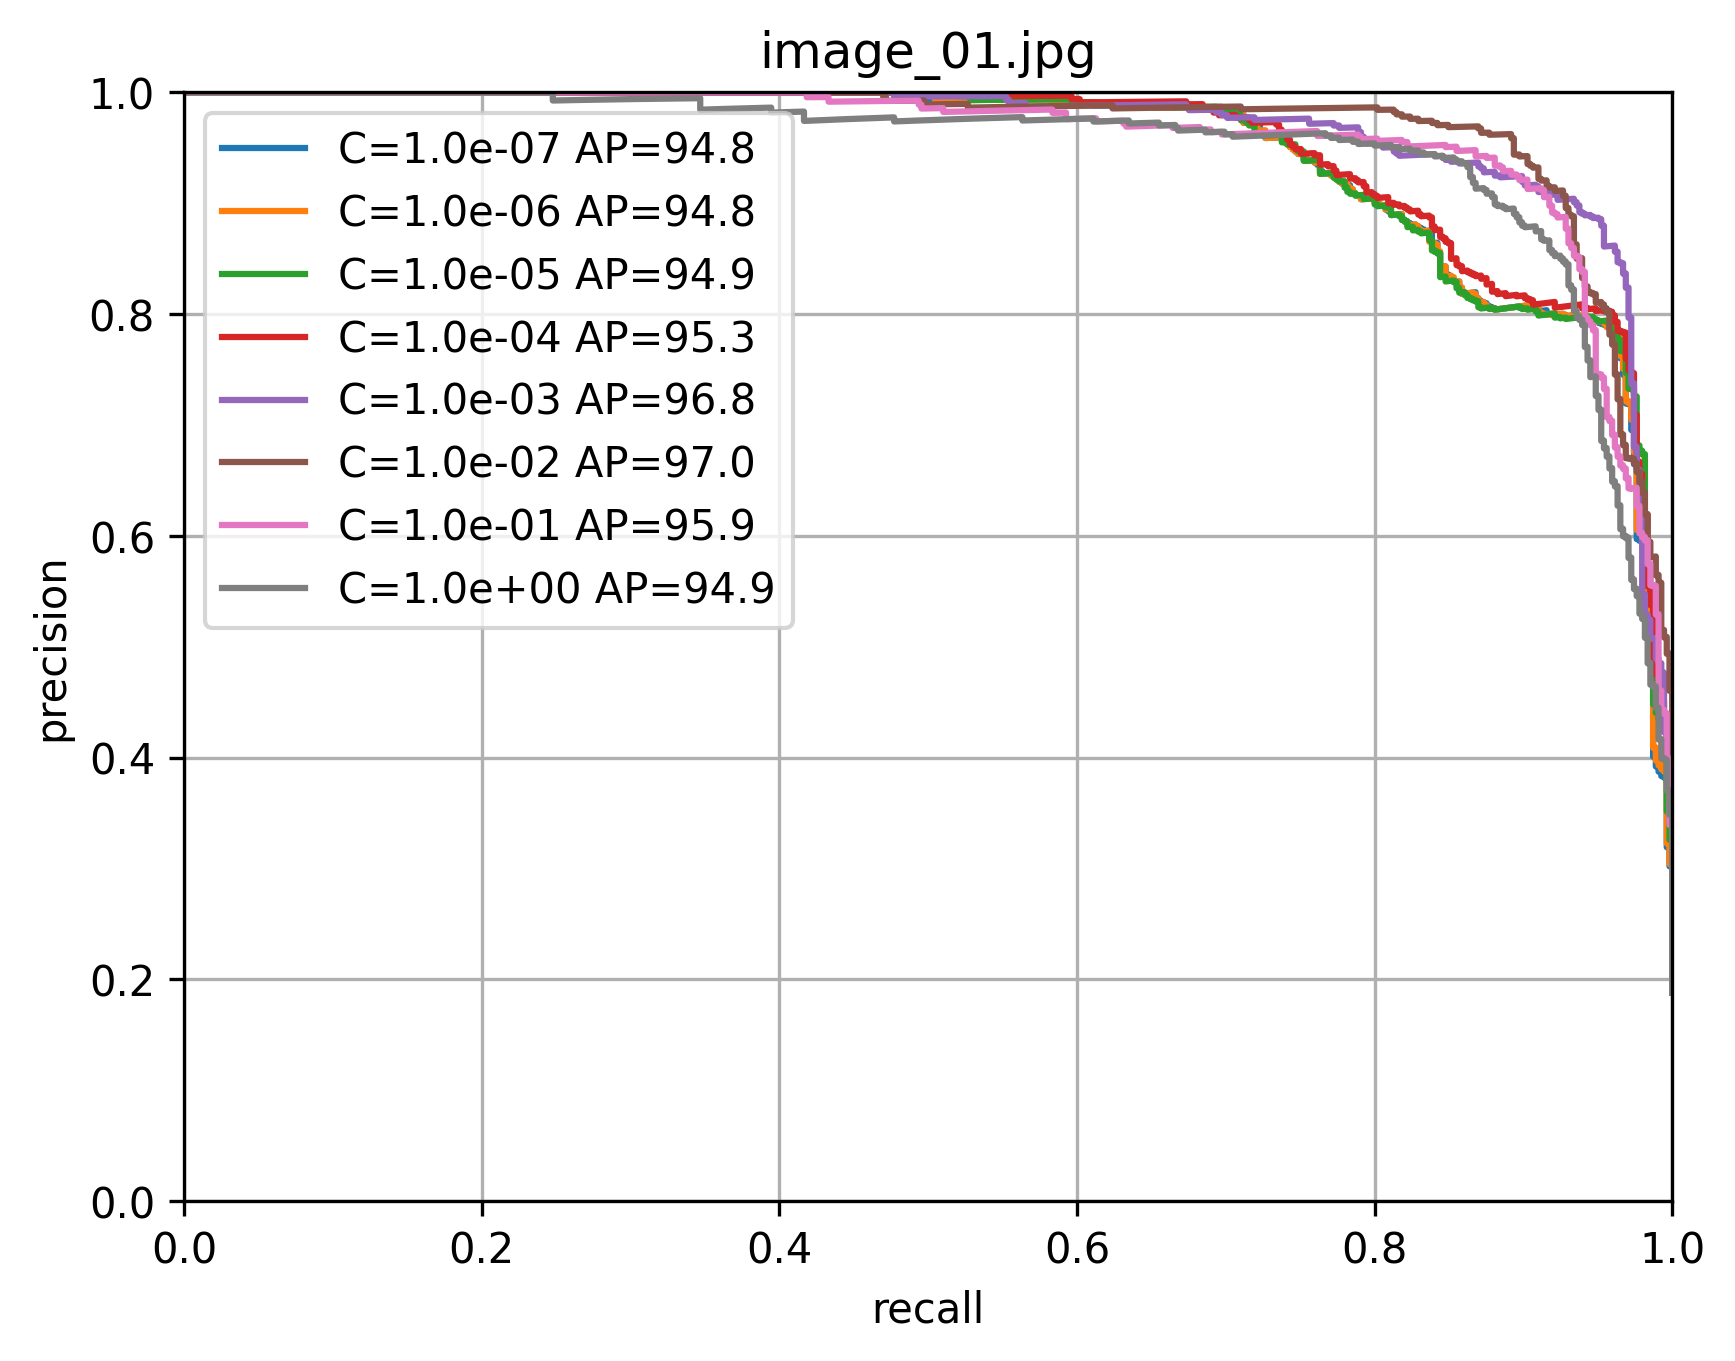 image_01.jpg
1.0
0.8
0.6
0.4
0.2
0.0
precision
C=1.0e-07 AP=94.8
C=1.0e-06 AP=94.8
C=1.0e-05 AP=94.9
C=1.0e-04 AP=95.3
C=1.0e-03 AP=96.8
C=1.0e-02 AP=97.0
C=1.0e-01 AP=95.9
C=1.0e+00 AP=94.9
0.0 0.2 0.4 0.6 0.8 1.0
recall